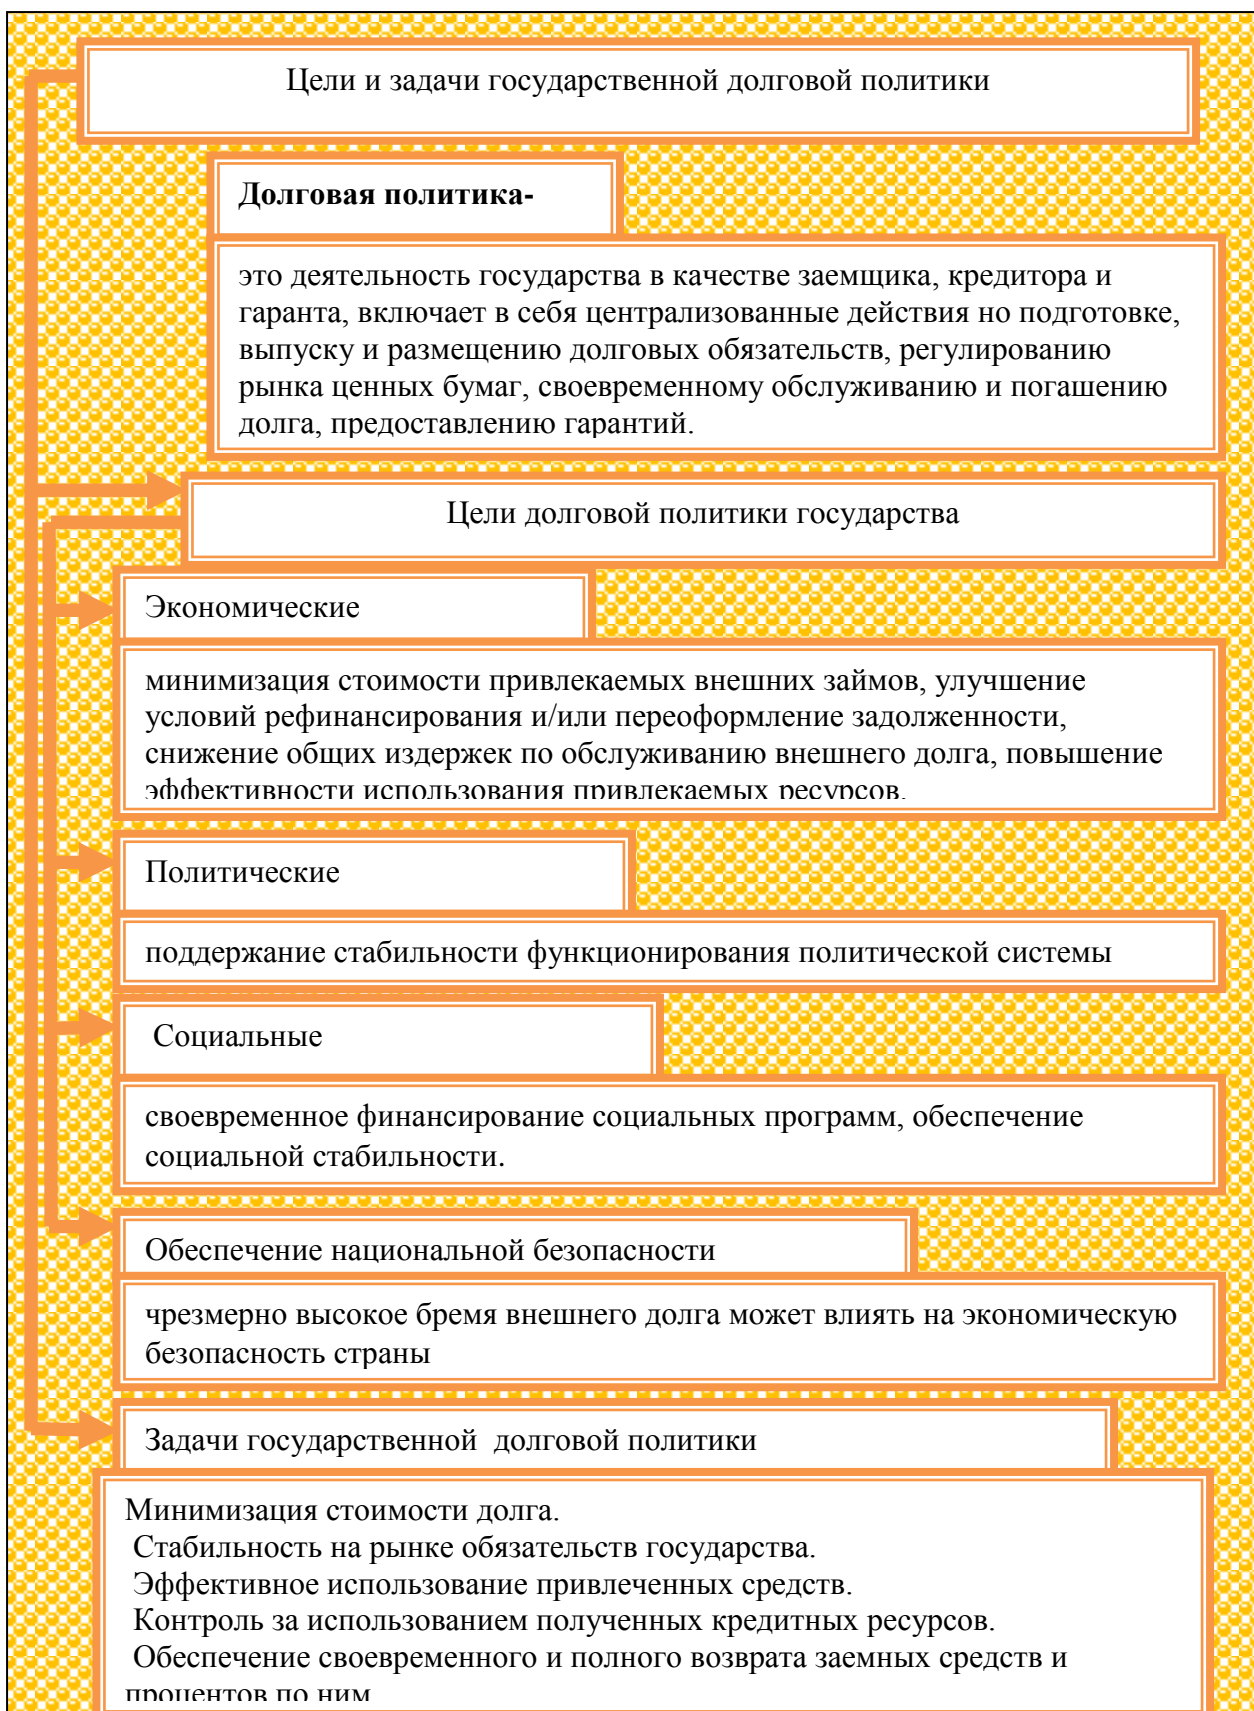 Цели и задачи государственной долговой политики
Долговая политика-
это деятельность государства в качестве заемщика, кредитора и
гаранта, включает в себя централизованные действия но подготовке,
выпуску и размещению долговых обязательств, регулированию
рынка ценных бумаг, своевременному обслуживанию и погашению
долга, предоставлению гарантий.
Цели долговой политики государства
Экономические
минимизация стоимости привлекаемых внешних займов, улучшение
условий рефинансирования и/или переоформление задолженности,
снижение общих издержек по обслуживанию внешнего долга, повышение
эффективности использования привлекаемых ресурсов.
Политические
поддержание стабильности функционирования политической системы
Социальные
своевременное финансирование социальных программ, обеспечение
социальной стабильности.
Обеспечение национальной безопасности
чрезмерно высокое бремя внешнего долга может влиять на экономическую
безопасность страны
Задачи государственной долговой политики
Минимизация стоимости долга.
Стабильность на рынке обязательств государства.
Эффективное использование привлеченных средств.
Контроль за использованием полученных кредитных ресурсов.
Обеспечение своевременного и полного возврата заемных средств и
процентов по ним